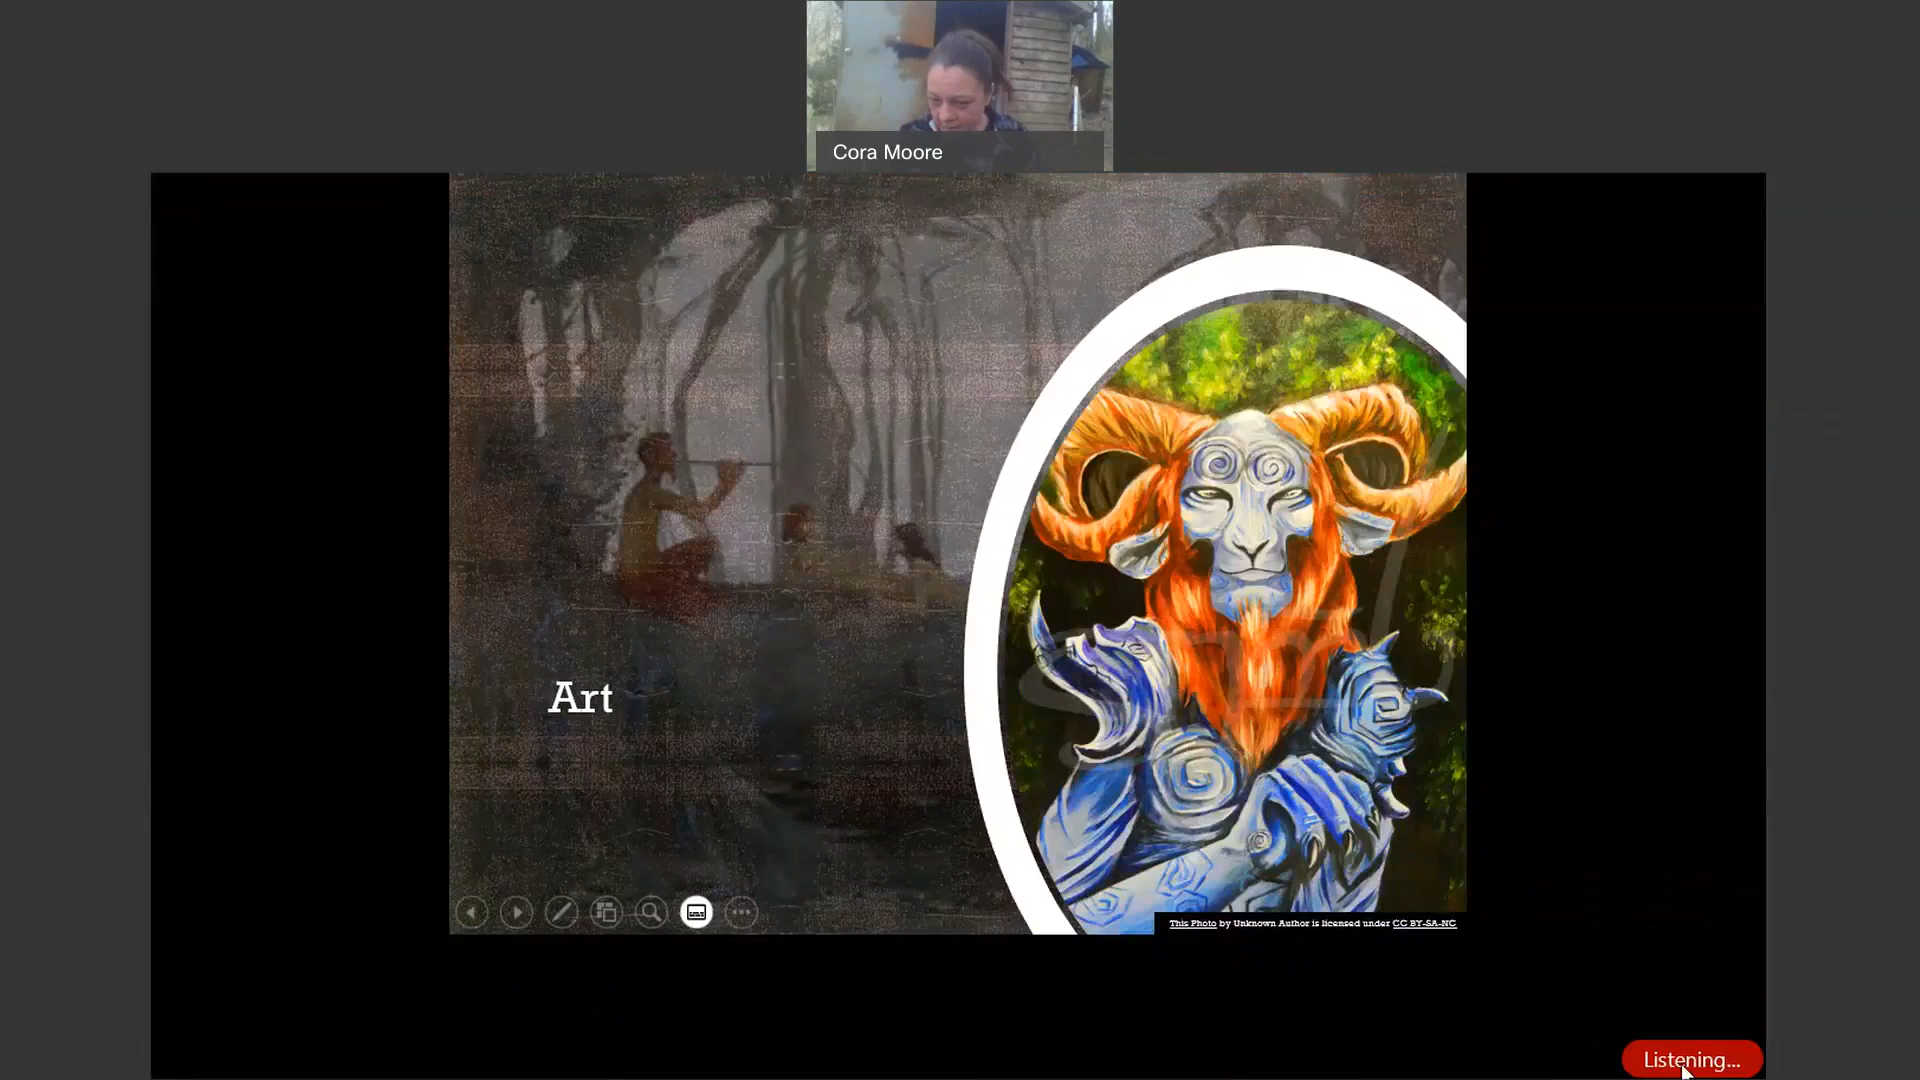 Cora Moore
Art
This Photo by Unknown Author is licensed under CC BY-SA-NC
Listening...